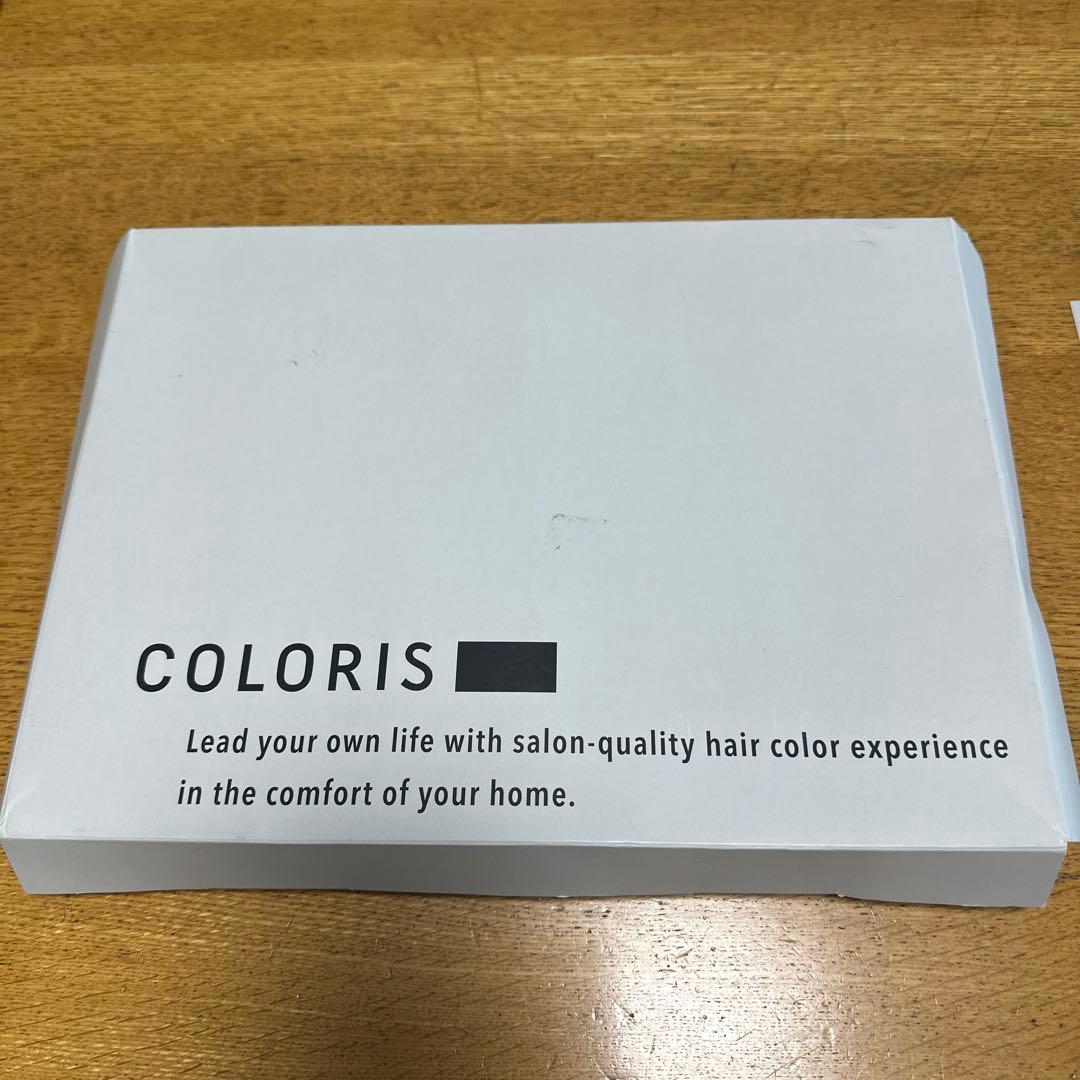 COLORIS
Lead your own life with salon-quality hair color experience
in the comfort of your home.